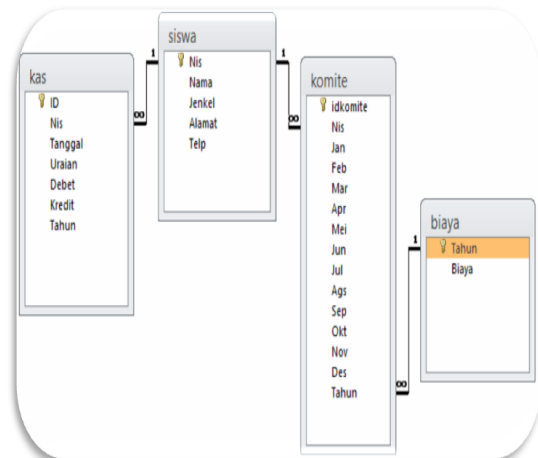 kas
ID
Nis
Tanggal
Uraian
Debet
Kredit
Tahun
1
∞
siswa
Nis
Nama
Jenkel
Alamat
Telp
1
∞
komite
idkomite
Nis
Jan
Feb
Mar
Apr
Mei
Jun
Jul
Ags
Sep
Okt
Nov
Des
Tahun
1
∞
biaya
Tahun
Biaya